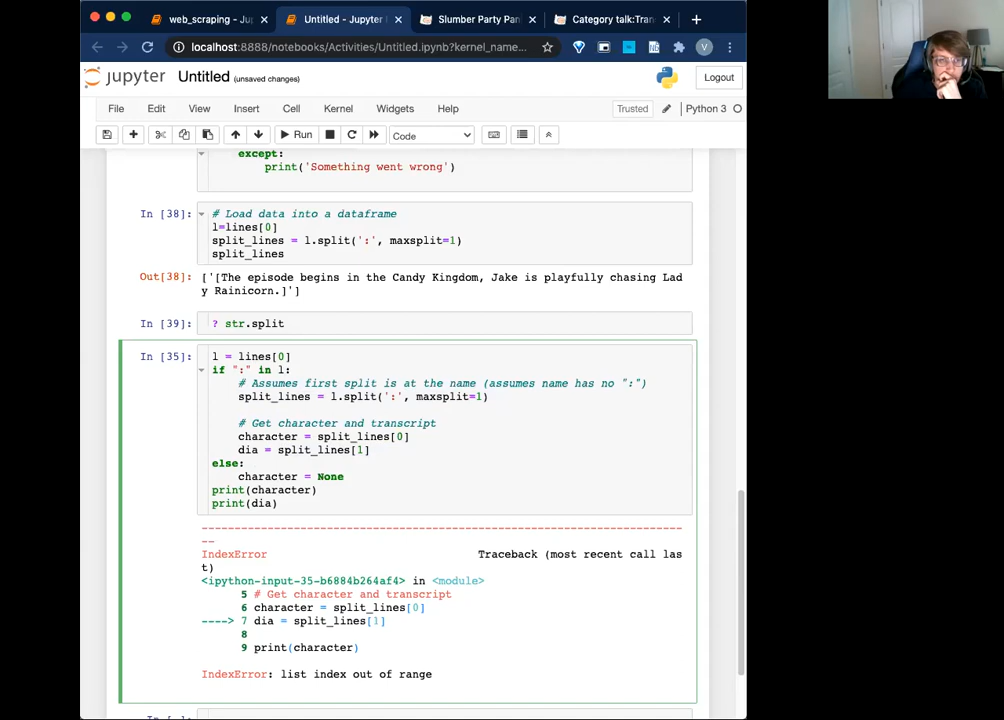 web_scraping - Jup
Untitled - Jupyter
Slumber Party Pan
Category talk:Tran
localhost:8888/notebooks/Activities/Untitled.ipynb?kernel_name...
V
jupyter Untitled (unsaved changes)
Logout
File Edit View Insert Cell Kernel Widgets Help
Trusted
Python 3
Run
Code
except:
print('Something went wrong')
In [38]:
# Load data into a dataframe
l=lines[0]
split_lines = l.split(':', maxsplit=1)
split_lines
Out[38]:
['[The episode begins in the Candy Kingdom, Jake is playfully chasing Lad
y Rainicorn.]']
In [39]:
? str.split
In [35]:
l = lines[0]
if ":" in l:
# Assumes first split is at the name (assumes name has no ":")
split_lines = l.split(':', maxsplit=1)
# Get character and transcript
character = split_lines[0]
dia = split_lines[1]
else:
character = None
print(character)
print(dia)
---------------------------------------------------------------------------
--
IndexError Traceback (most recent call las
t)
<ipython-input-35-b6884b264af4> in <module>
5 # Get character and transcript
6 character = split_lines[0]
----> 7 dia = split_lines[1]
8
9 print(character)
IndexError: list index out of range